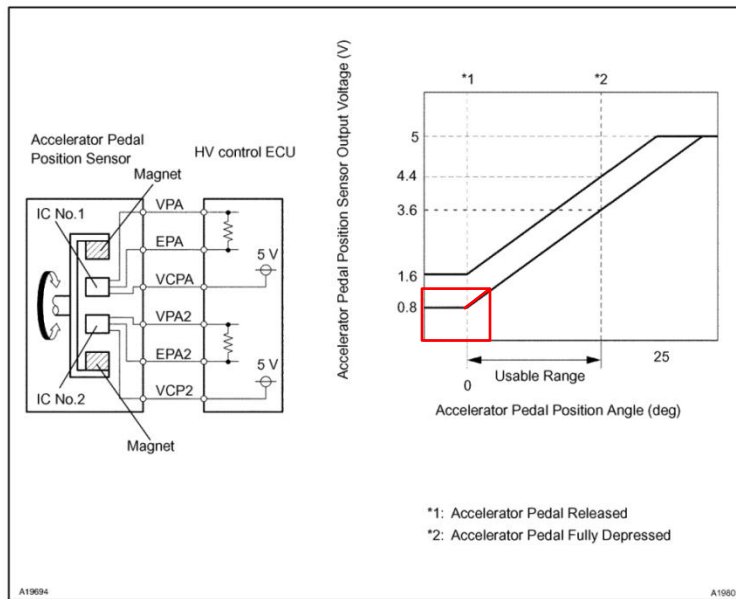 Accelerator Pedal
Position Sensor
HV control ECU
Magnet
IC No.1
VPA
EPA
5 V
VCPA
VPA2
EPA2
5 V
IC No.2
VCP2
Magnet
Accelerator Pedal Position Sensor Output Voltage (V)
*1
*2
5
4.4
3.6
1.6
0.8
Usable Range
25
0
Accelerator Pedal Position Angle (deg)
*1: Accelerator Pedal Released
*2: Accelerator Pedal Fully Depressed
A19694
A1980